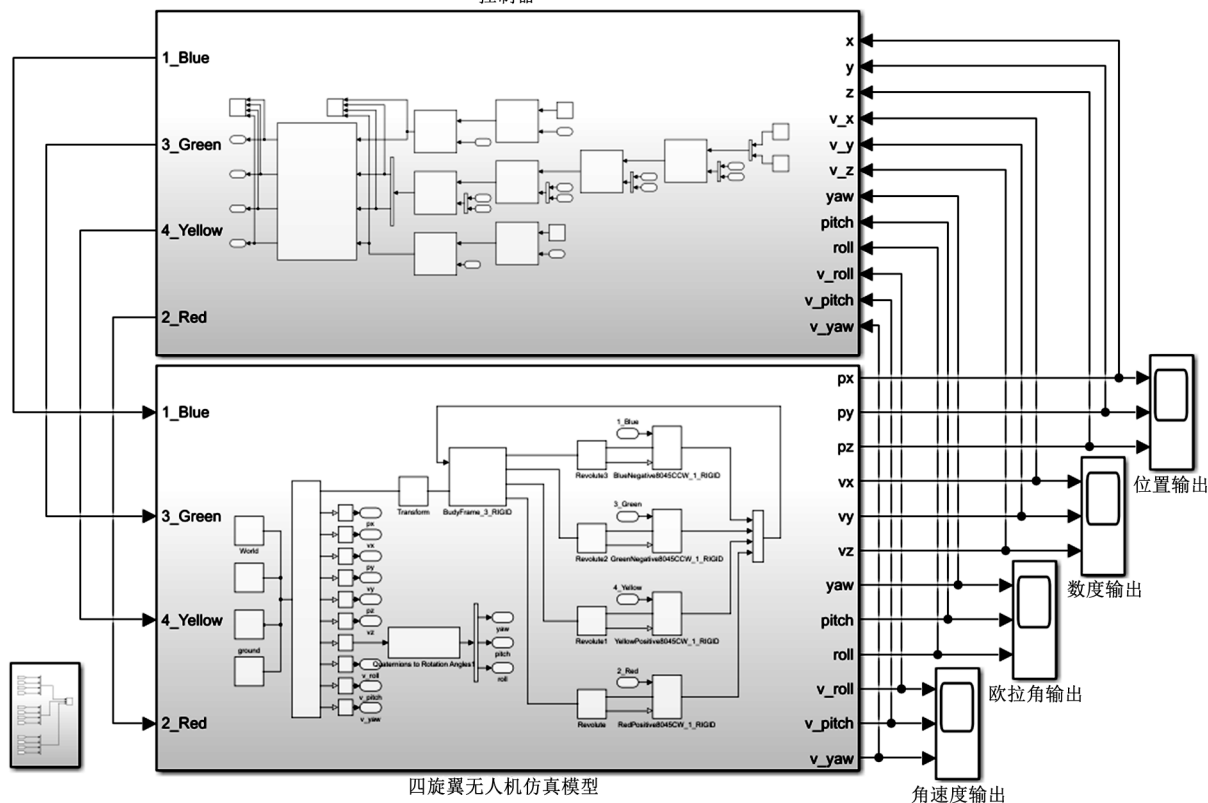 控制器
1_Blue
3_Green
4_Yellow
2_Red
x
y
z
v_x
v_y
v_z
yaw
pitch
roll
v_roll
v_pitch
v_yaw
1_Blue
3_Green
4_Yellow
2_Red
World
ground
Transform
BudyFrame_3_RIGID
px
vx
py
vy
pz
vz
Quaternions to Rotation Angles1
v_roll
v_pitch
v_yaw
yaw
pitch
roll
1_Blue
Revolute3
BlueNegative8045CCW_1_RIGID
3_Green
Revolute2
GreenNegative8045CCW_1_RIGID
4_Yellow
Revolute1
YellowPositive8045CW_1_RIGID
2_Red
Revolute
RedPositive8045CW_1_RIGID
px
py
pz
vx
vy
vz
yaw
pitch
roll
v_roll
v_pitch
v_yaw
位置输出
数度输出
欧拉角输出
角速度输出
四旋翼无人机仿真模型